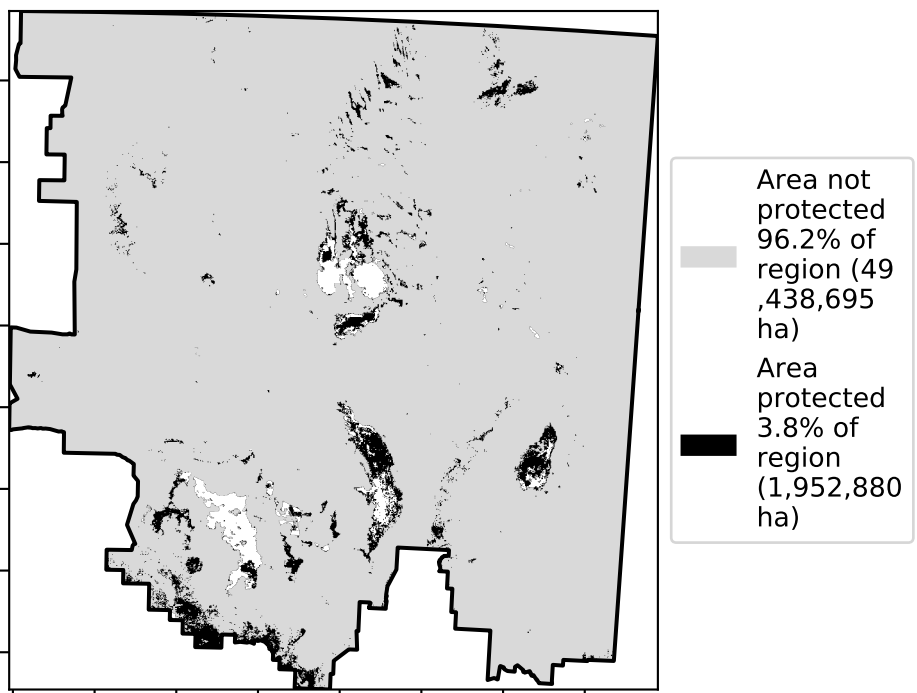 Area not
protected
96.2% of
region (49
,438,695
ha)
Area
protected
3.8% of
region
(1,952,880
ha)